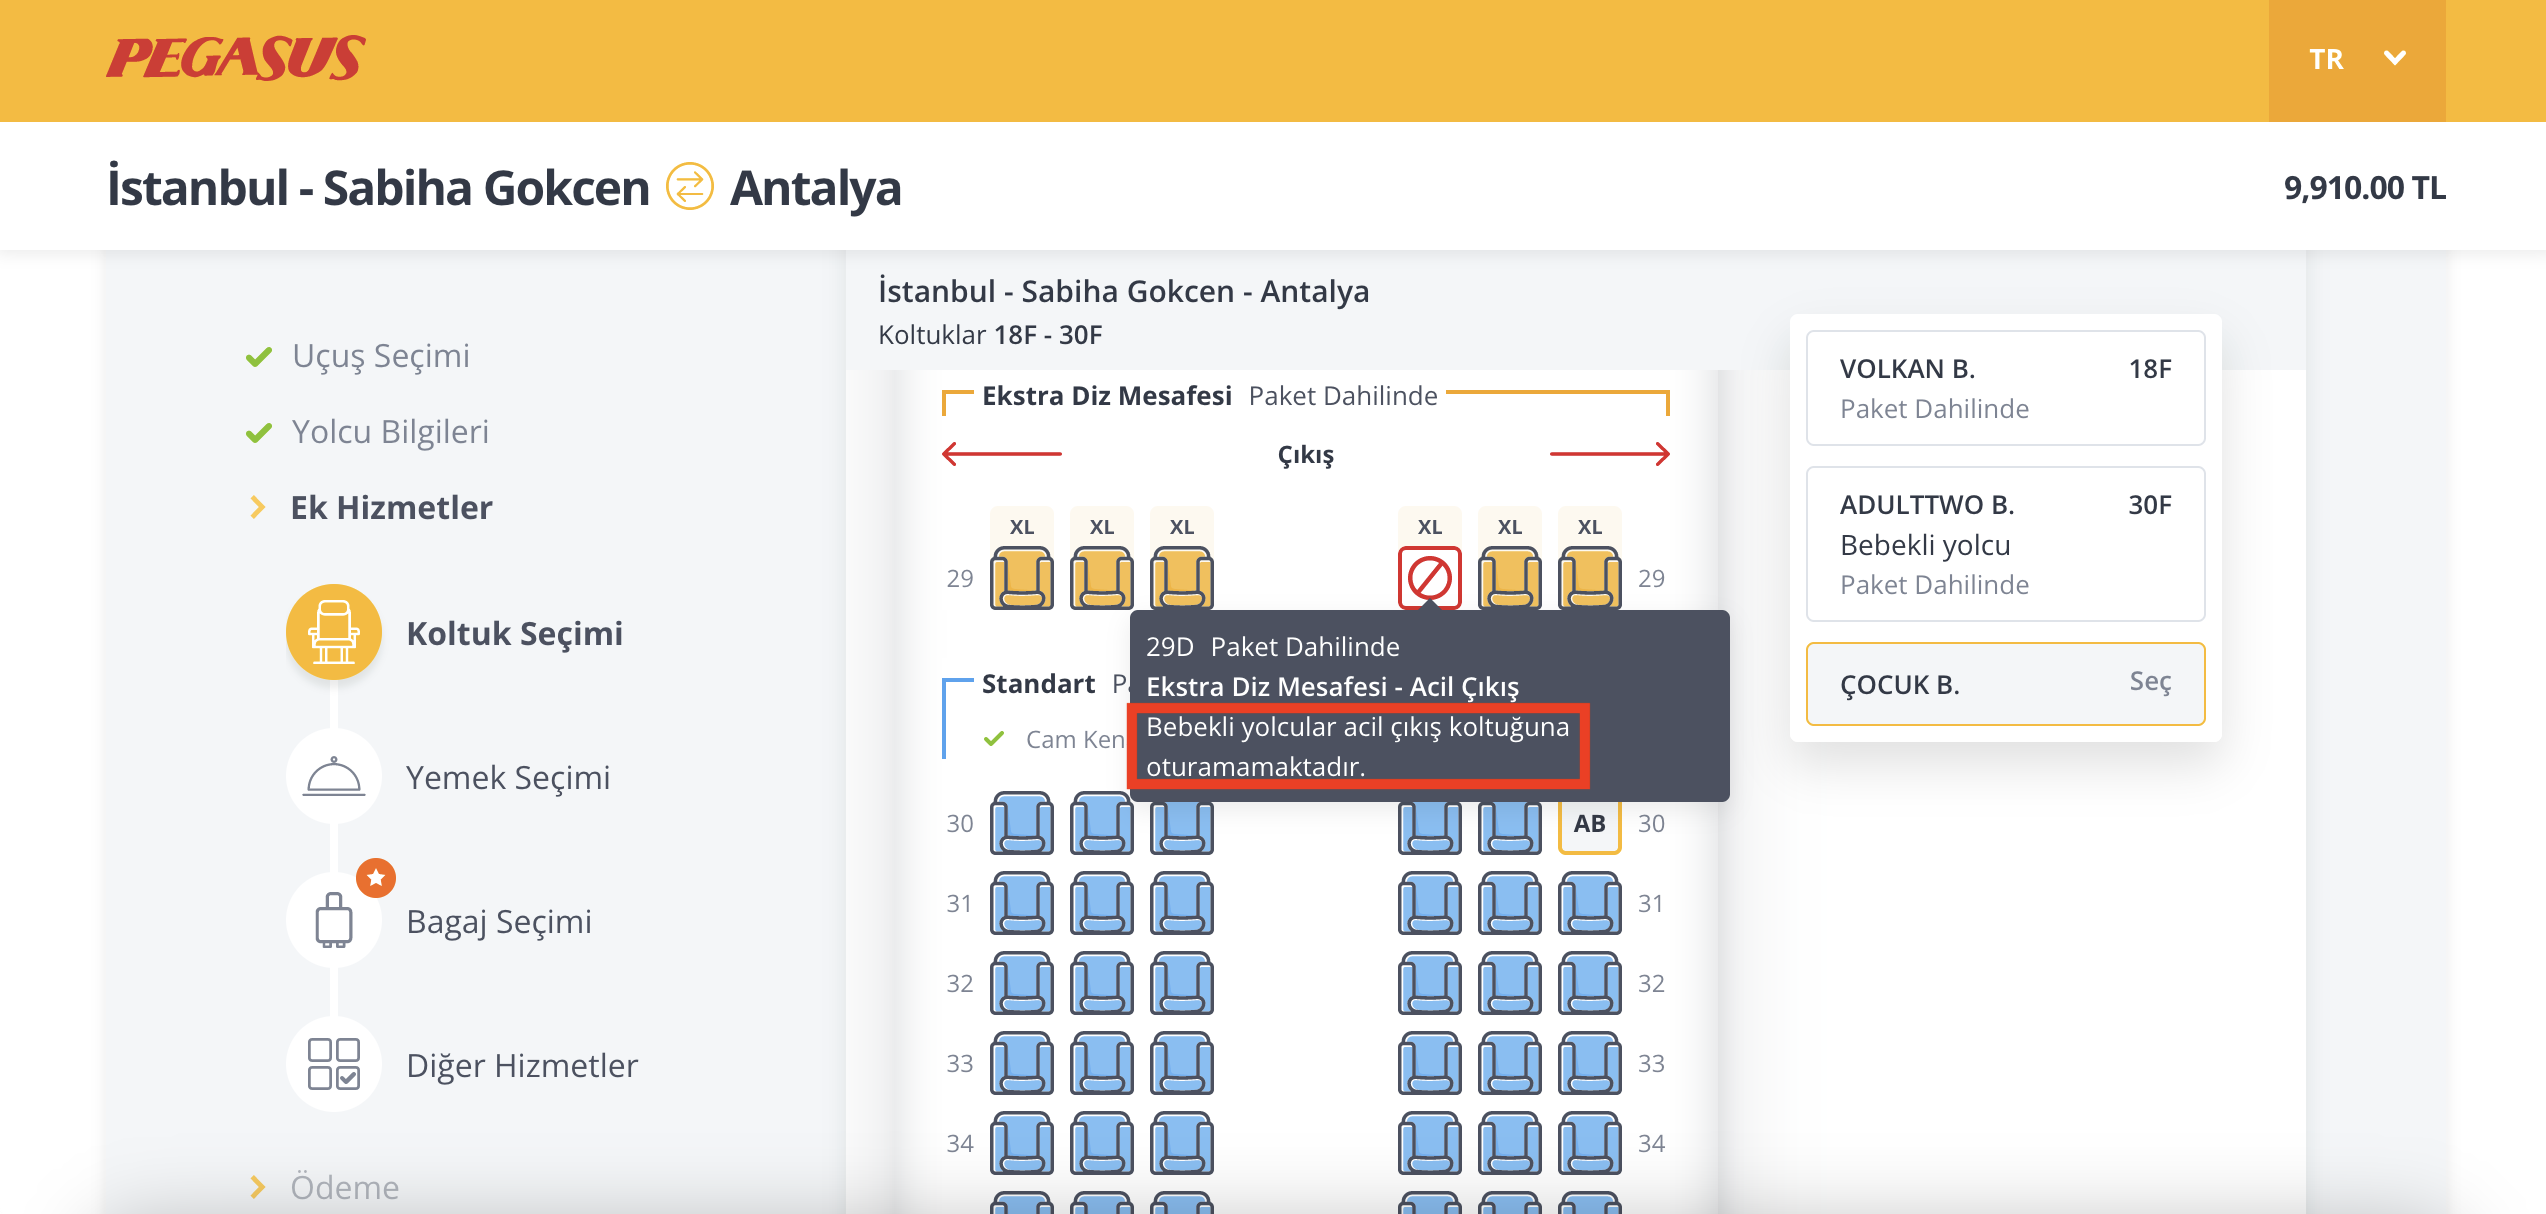 PEGASUS
TR
İstanbul - Sabiha Gokcen Antalya
9,910.00 TL
İstanbul - Sabiha Gokcen - Antalya
Koltuklar 18F - 30F
Uçuş Seçimi
Yolcu Bilgileri
Ek Hizmetler
Koltuk Seçimi
Yemek Seçimi
Bagaj Seçimi
Diğer Hizmetler
Ödeme
Ekstra Diz Mesafesi Paket Dahilinde
Çıkış
XL XL XL XL XL XL
29 29
29D Paket Dahilinde
Ekstra Diz Mesafesi - Acil Çıkış
Bebekli yolcular acil çıkış koltuğuna
oturamamaktadır.
Standart
Cam
30 AB 30
31 31
32 32
33 33
34 34
VOLKAN B. 18F
Paket Dahilinde
ADULTTWO B. 30F
Bebekli yolcu
Paket Dahilinde
ÇOCUK B. Seç